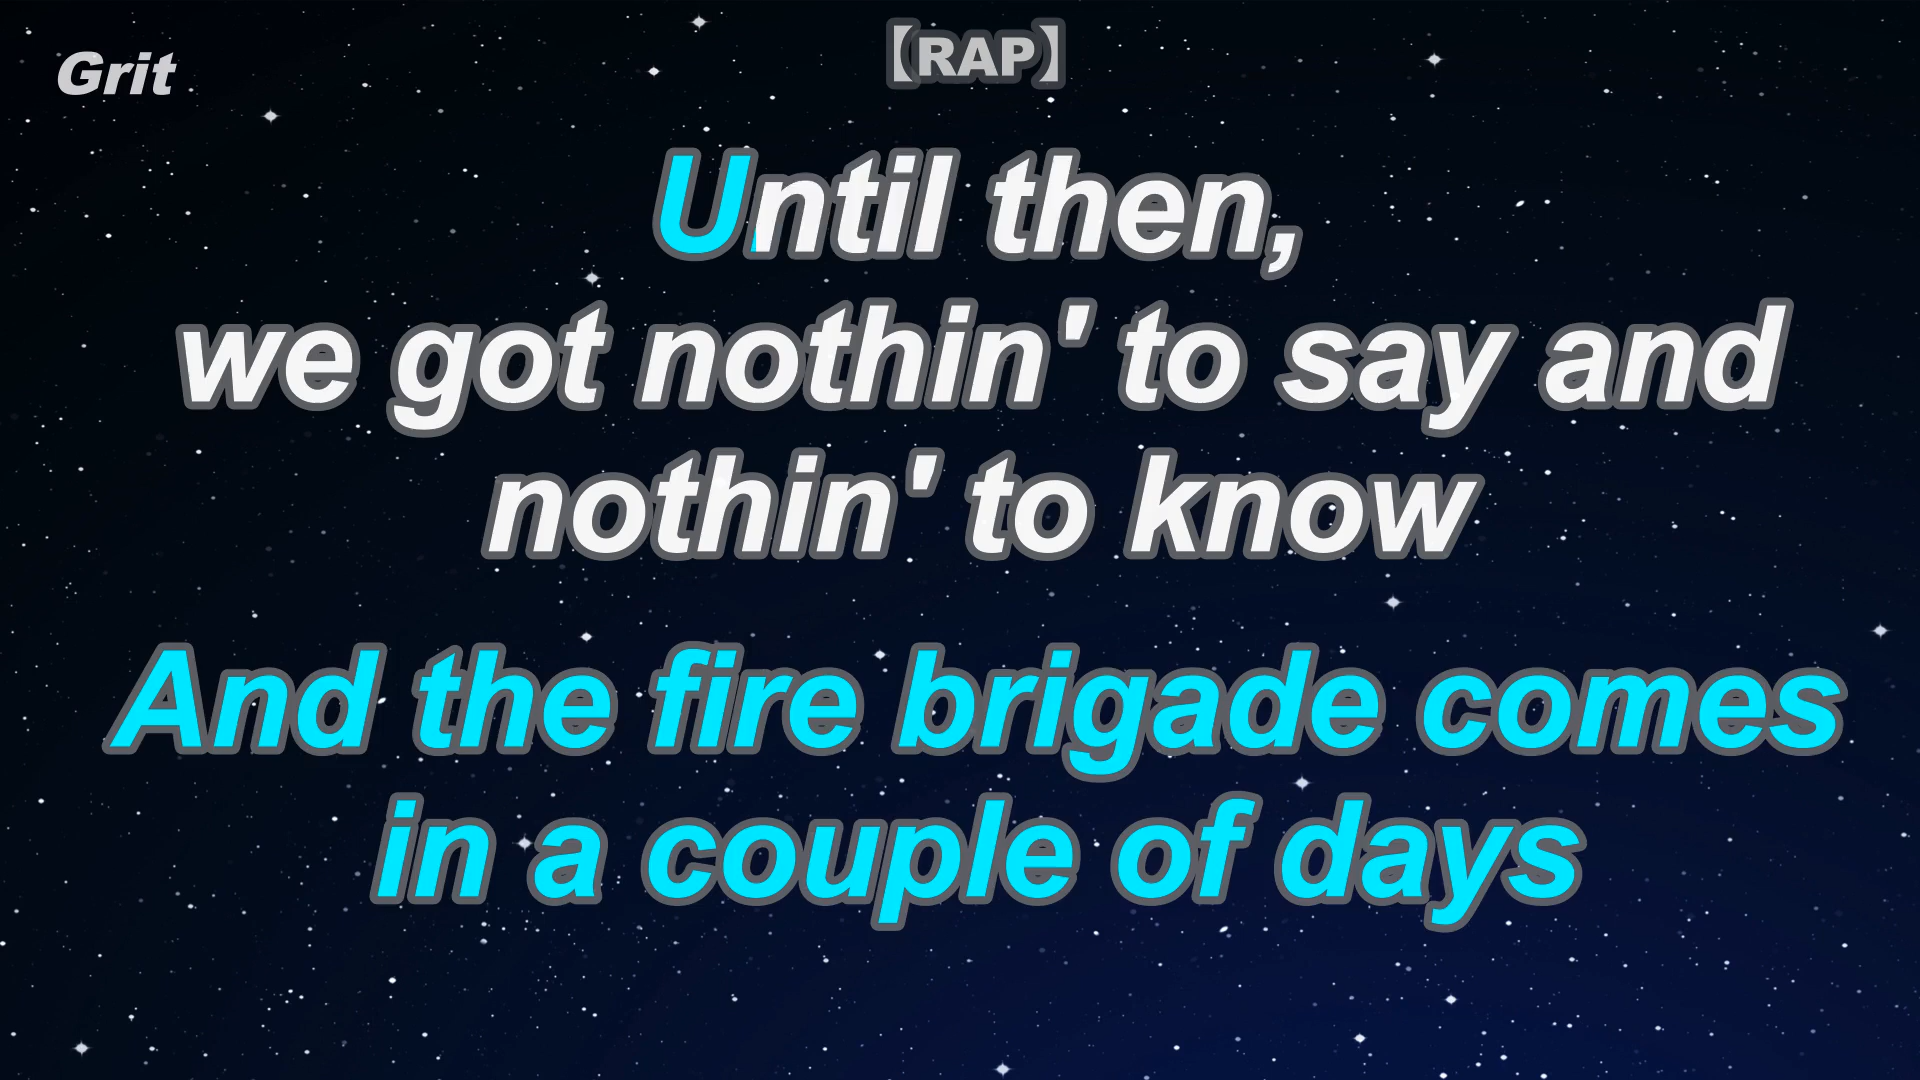 Grit
【RAP】
Until then,
we got nothin' to say and
nothin' to know
And the fire brigade comes
in a couple of days